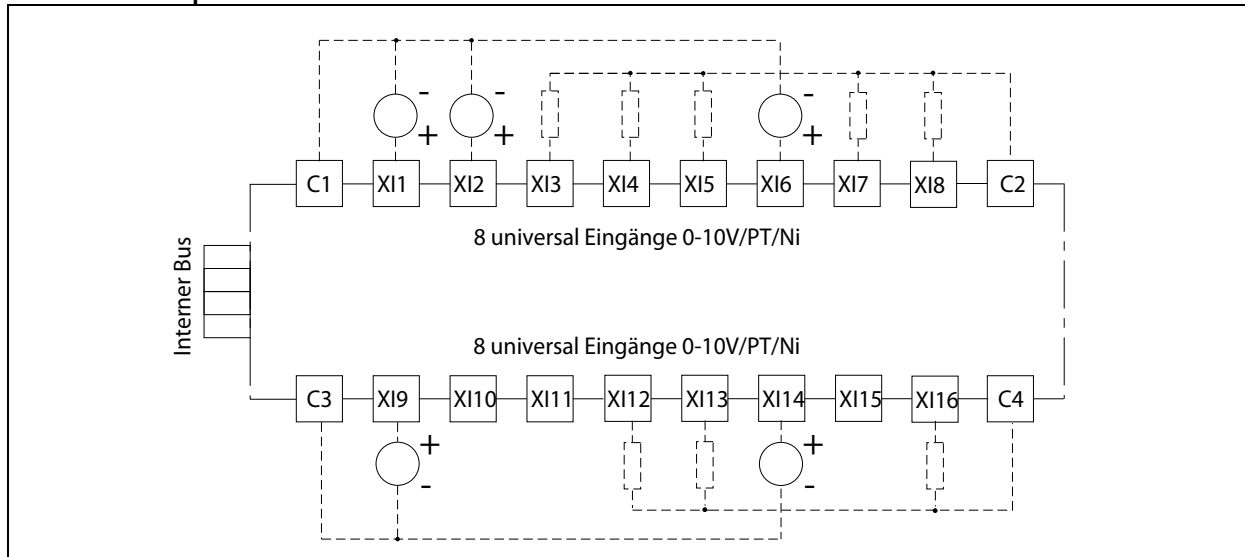 - - -
+ + +
C1 XI1 XI2 XI3 XI4 XI5 XI6 XI7 XI8 C2
8 universal Eingänge 0-10V/PT/Ni
Interner Bus
8 universal Eingänge 0-10V/PT/Ni
C3 XI9 XI10 XI11 XI12 XI13 XI14 XI15 XI16 C4
+ +
- -